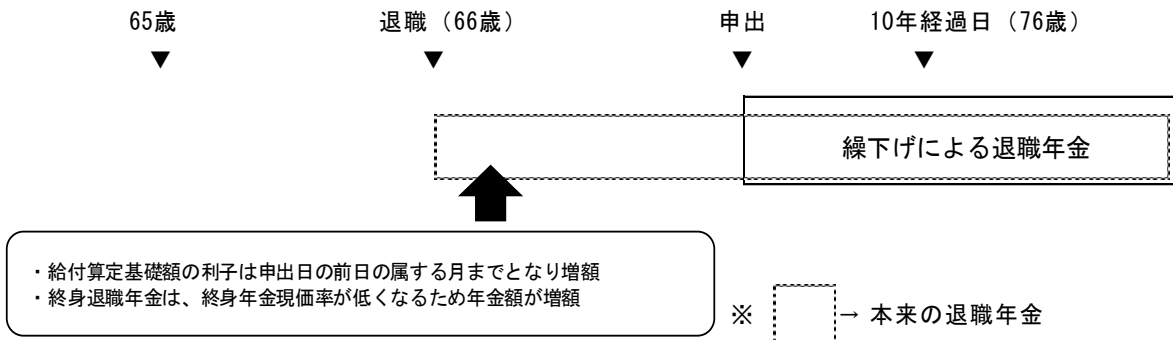 65歳 退職（66歳） 申出 10年経過日（76歳）
▼ ▼ ▼ ▼
繰下げによる退職年金
・給付算定基礎額の利子は申出日の前日の属する月までとなり増額
・終身退職年金は、終身年金現価率が低くなるため年金額が増額
※ → 本来の退職年金